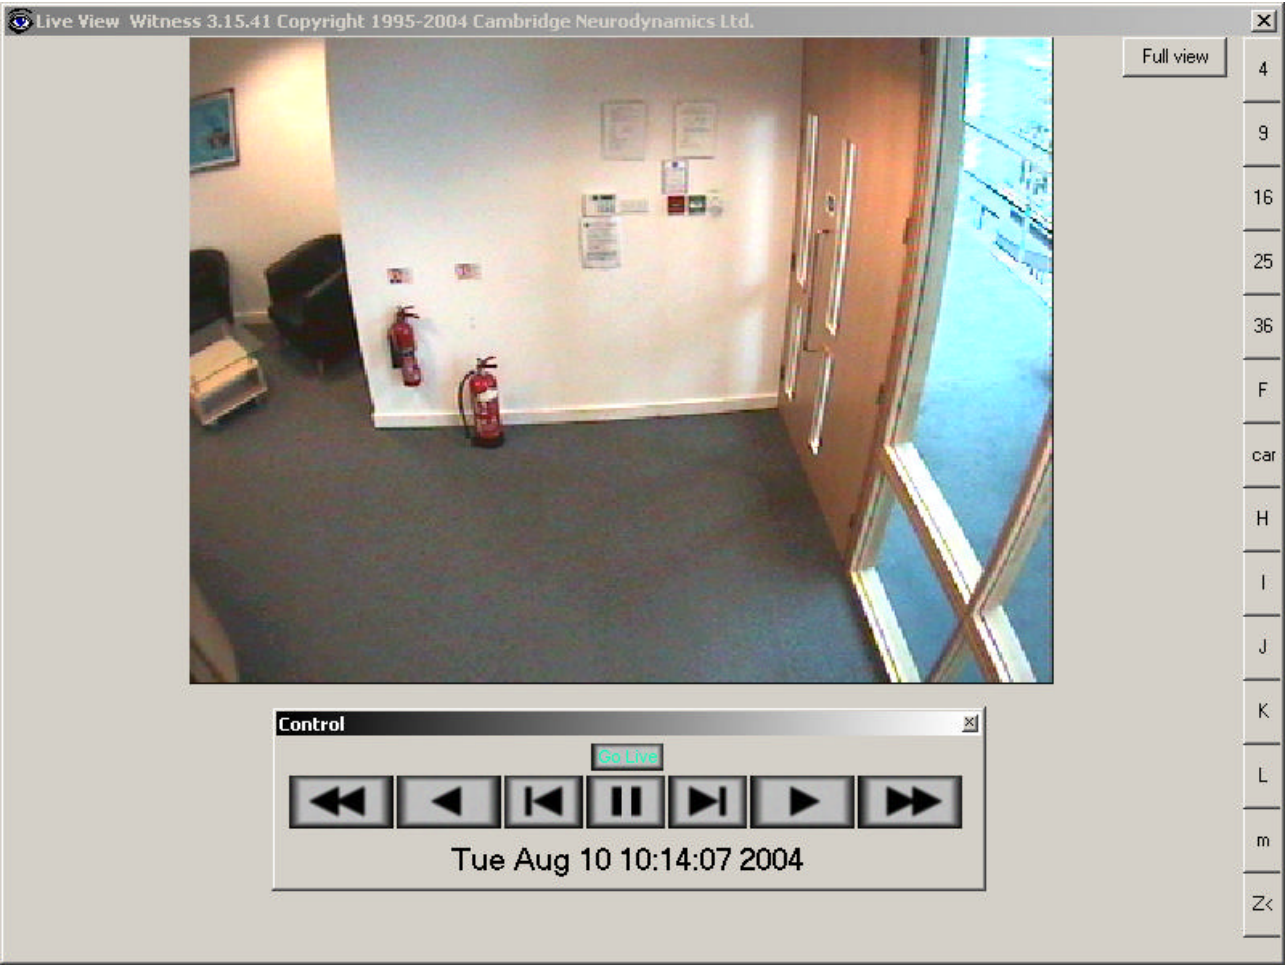 Live View Witness 3.15.41 Copyright 1995-2004 Cambridge Neurodynamics Ltd.
Full view
4
9
16
25
36
F
car
H
I
J
K
L
m
Z<
Control
Go Live
Tue Aug 10 10:14:07 2004